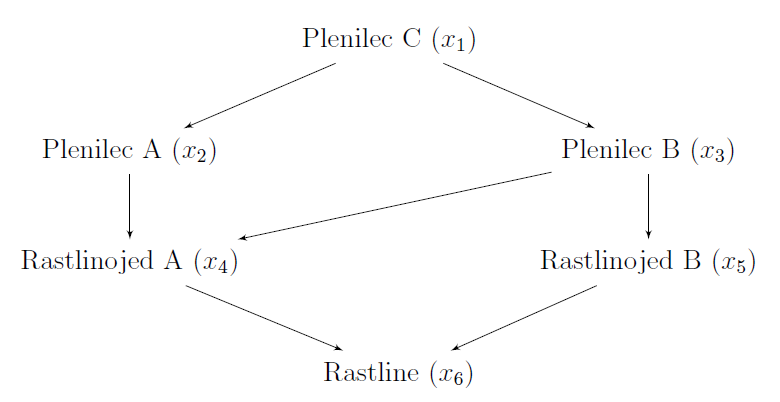 Plenilec C (x₁)
Plenilec A (x₂)
Plenilec B (x₃)
Rastlinojed A (x₄)
Rastlinojed B (x₅)
Rastline (x₆)